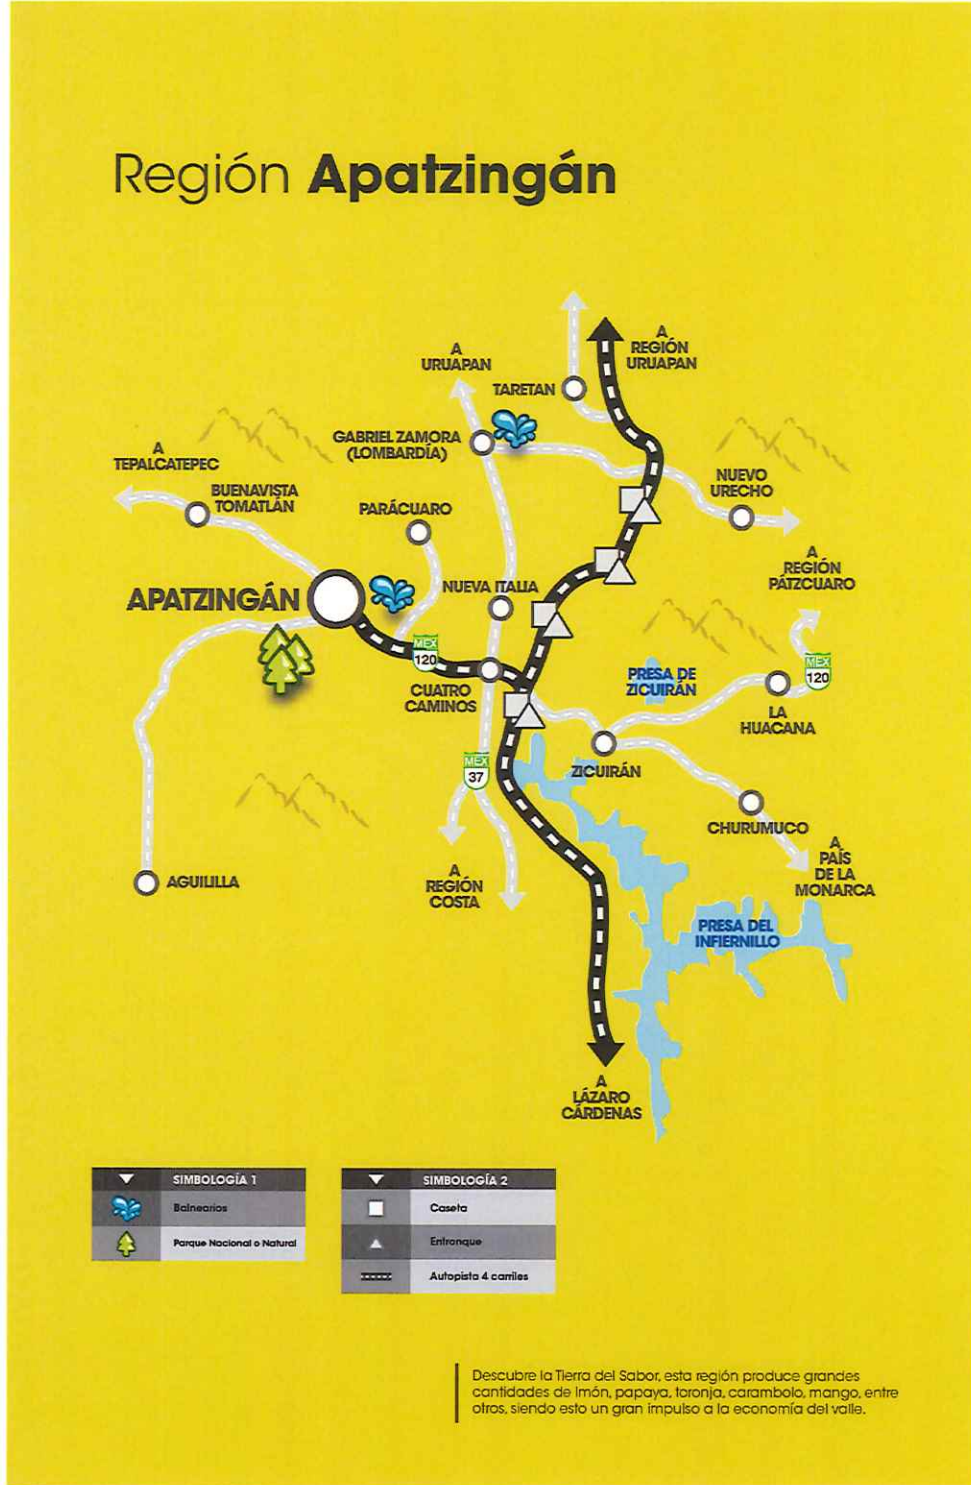 Región Apatzingán
A
REGIÓN
URUAPAN
A
URUAPAN
TARETAN
GABRIEL ZAMORA
(LOMBARDÍA)
A
TEPALCATEPEC
BUENAVISTA
TOMATLÁN
PARÁCUARO
NUEVO
URECHO
A
REGIÓN
PÁTZCUARO
APATZINGÁN
NUEVA ITALIA
MEX
120
CUATRO
CAMINOS
PRESA DE
ZICUIRÁN
MEX
120
LA
HUACANA
MEX
37
ZICUIRÁN
CHURUMUCO
A
PAÍS
DE LA
MONARCA
AGUILILLA
A
REGIÓN
COSTA
PRESA DEL
INFIERNILLO
A
LÁZARO
CÁRDENAS
SIMBOLOGÍA 1
Balnearios
Parque Nacional o Natural
SIMBOLOGÍA 2
Caseta
Entronque
Autopista 4 carriles
Descubre la Tierra del Sabor, esta región produce grandes
cantidades de lmón, papaya, toronja, carambolo, mango, entre
otros, siendo esto un gran impulso a la economía del valle.